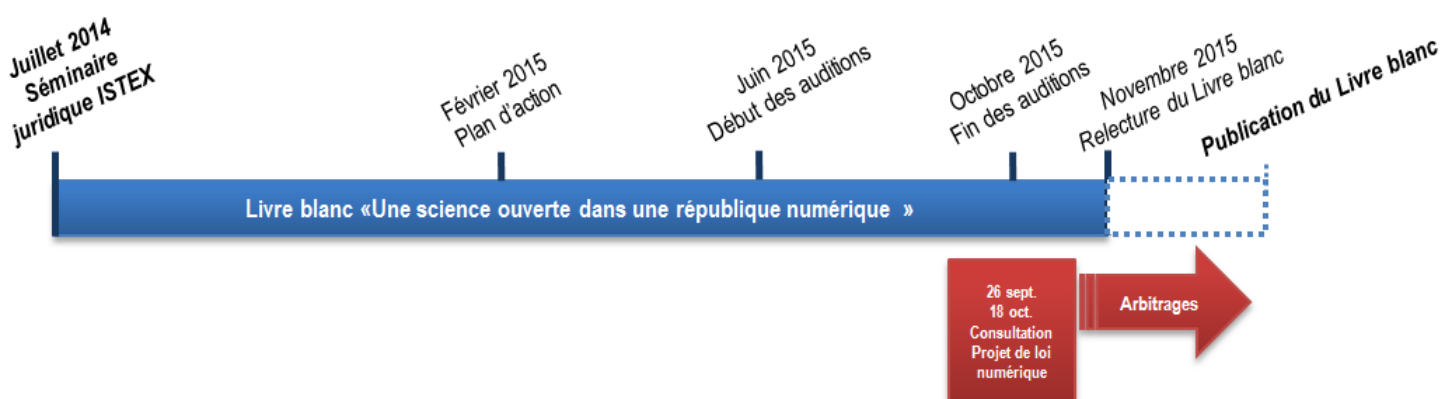 Juillet 2014
Séminaire
juridique ISTEX
Février 2015
Plan d'action
Juin 2015
Début des auditions
Octobre 2015
Fin des auditions
Novembre 2015
Relecture du Livre blanc
Publication du Livre blanc
Livre blanc «Une science ouverte dans une république numérique »
26 sept.
18 oct.
Consultation
Projet de loi
numérique
Arbitrages